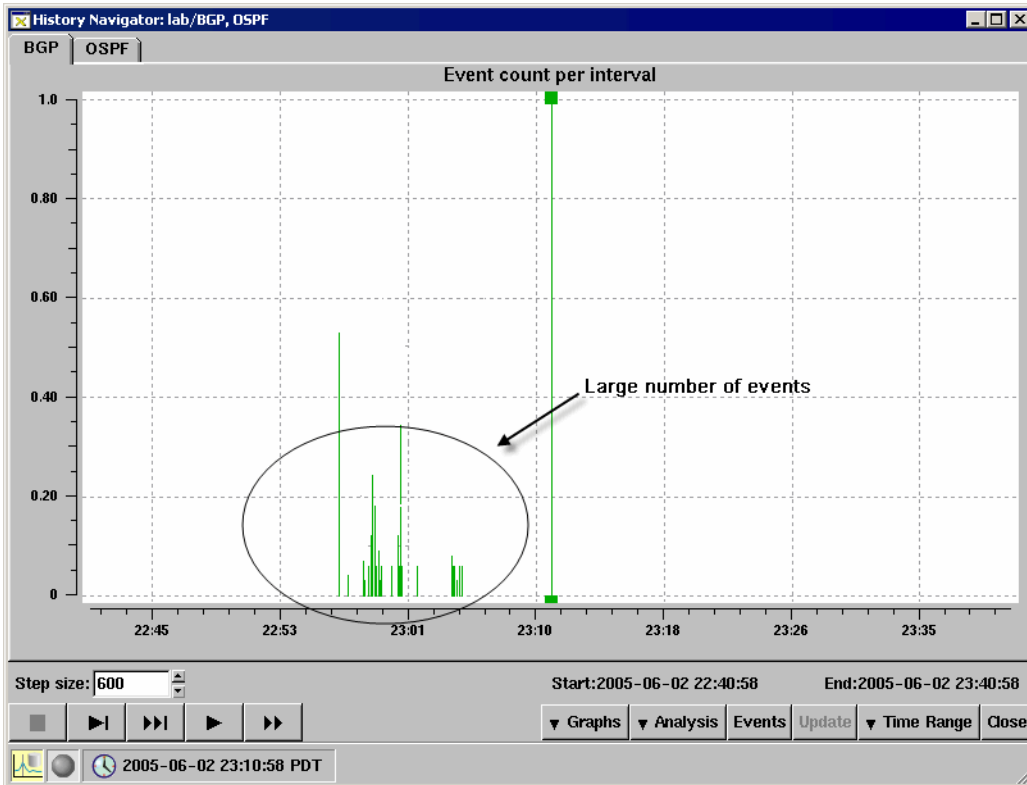 History Navigator: lab/BGP, OSPF
BGP OSPF
Event count per interval
1.0
0.80
0.60
0.40
Large number of events
0.20
0
22:45 22:53 23:01 23:10 23:18 23:26 23:35
Step size: 600 Start:2005-06-02 22:40:58 End:2005-06-02 23:40:58
Graphs Analysis Events Update Time Range Close
2005-06-02 23:10:58 PDT